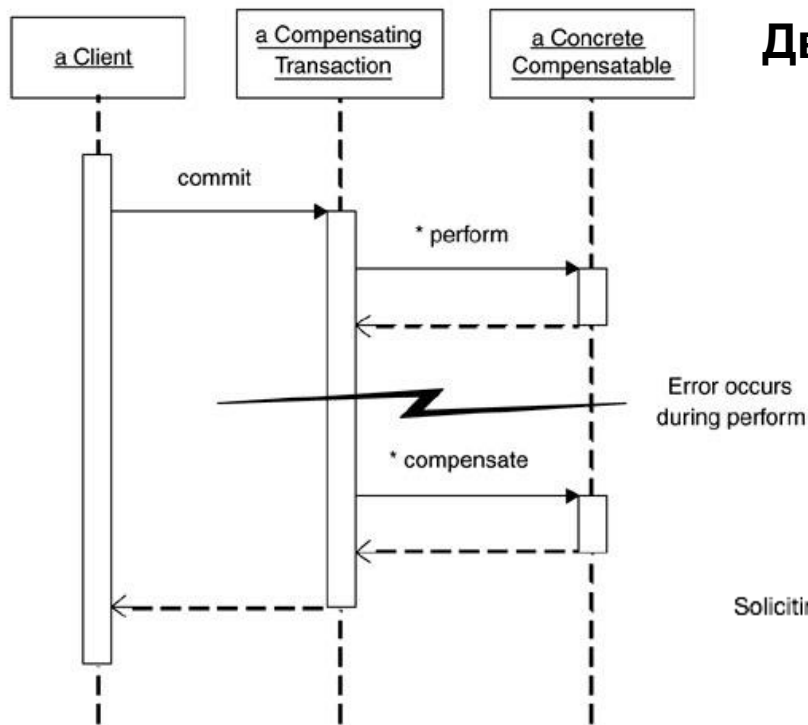 a Client
a Compensating
Transaction
a Concrete
Compensatable
commit
* perform
Error occurs
during perform
* compensate